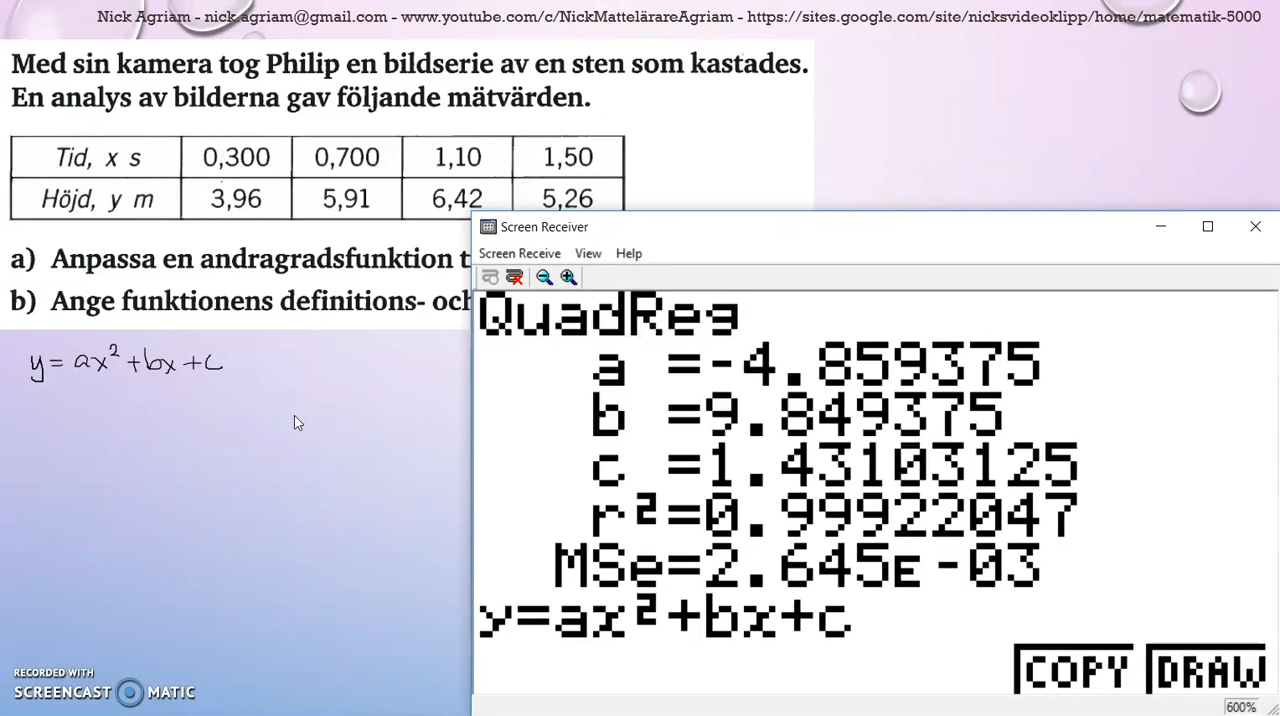 Nick Agriam - nick.agriam@gmail.com - www.youtube.com/c/NickMattelärareAgriam - https://sites.google.com/site/nicksvideoklipp/home/matematik-5000
Med sin kamera tog Philip en bildserie av en sten som kastades.
En analys av bilderna gav följande mätvärden.
Tid, x s 0,300 0,700 1,10 1,50
Höjd, y m 3,96 5,91 6,42 5,26
a) Anpassa en andragradsfunktion
b) Ange funktionens definitions- och
y = ax² + bx + c
Screen Receiver
Screen Receive View Help
QuadReg
a =-4.859375
b =9.849375
c =1.43103125
r²=0.99922047
MSe=2.645E-03
y=ax²+bx+c
COPY DRAW
600%
RECORDED WITH
SCREENCAST MATIC